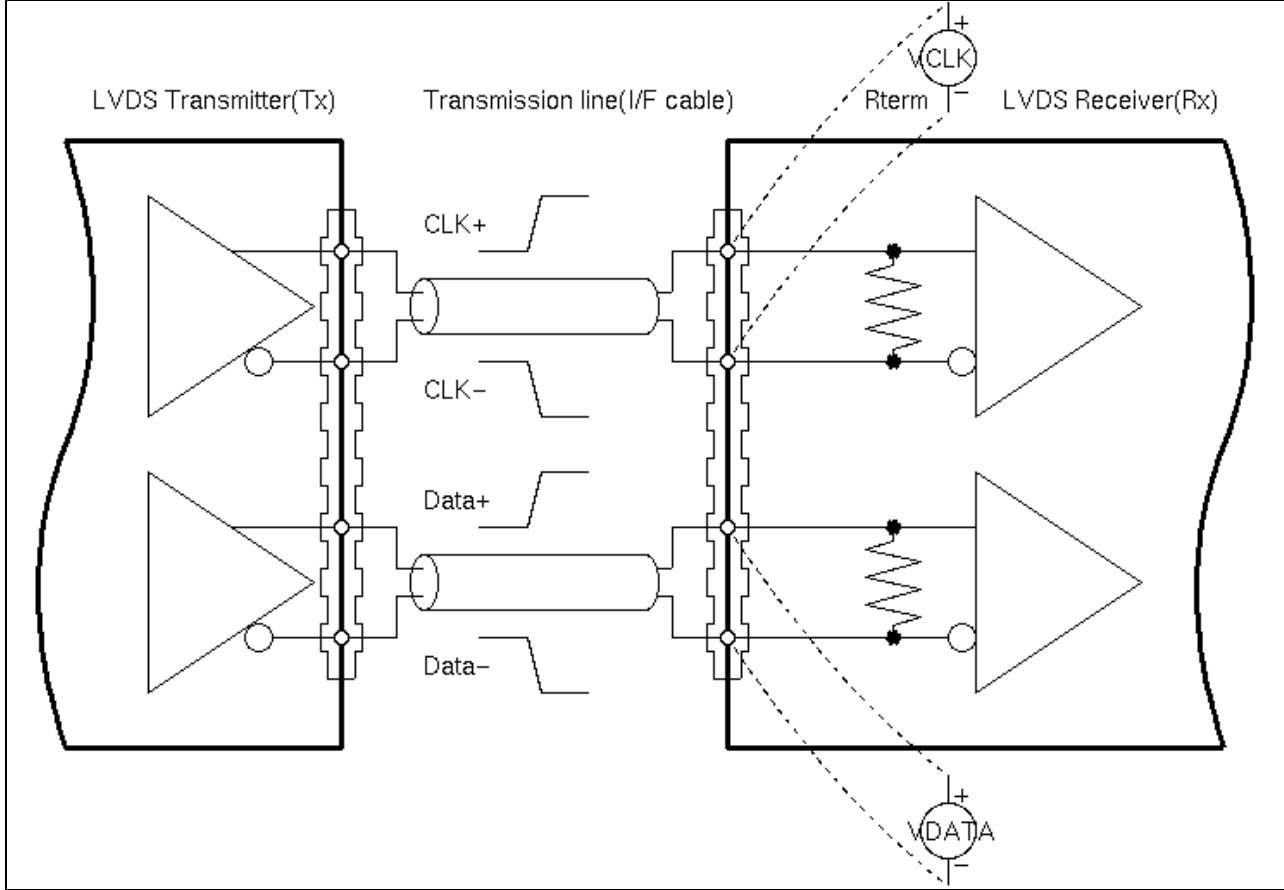 +
VCLK
−
LVDS Transmitter(Tx) Transmission line(I/F cable) Rterm LVDS Receiver(Rx)
CLK+
CLK−
Data+
Data−
+
VDATA
−